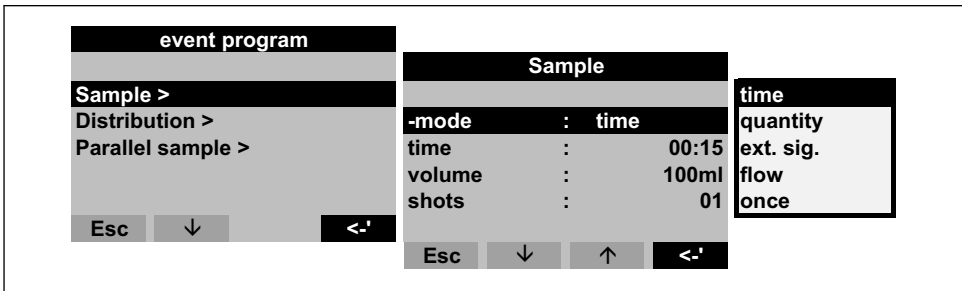 event program
Sample >
Distribution >
Parallel sample >
Esc ↓ <-'
Sample
-mode : time
time : 00:15
volume : 100ml
shots : 01
Esc ↓ ↑ <-'
time
quantity
ext. sig.
flow
once